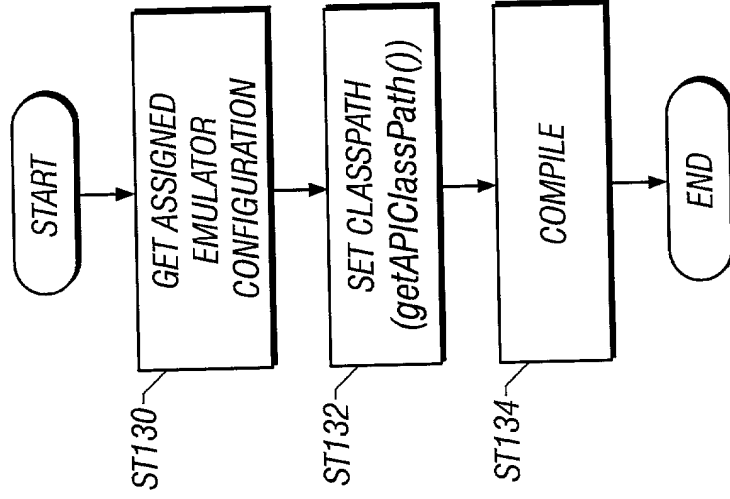 START
GET ASSIGNED
EMULATOR
CONFIGURATION
ST130
SET CLASSPATH
(getAPIClassPath())
ST132
COMPILE
ST134
END